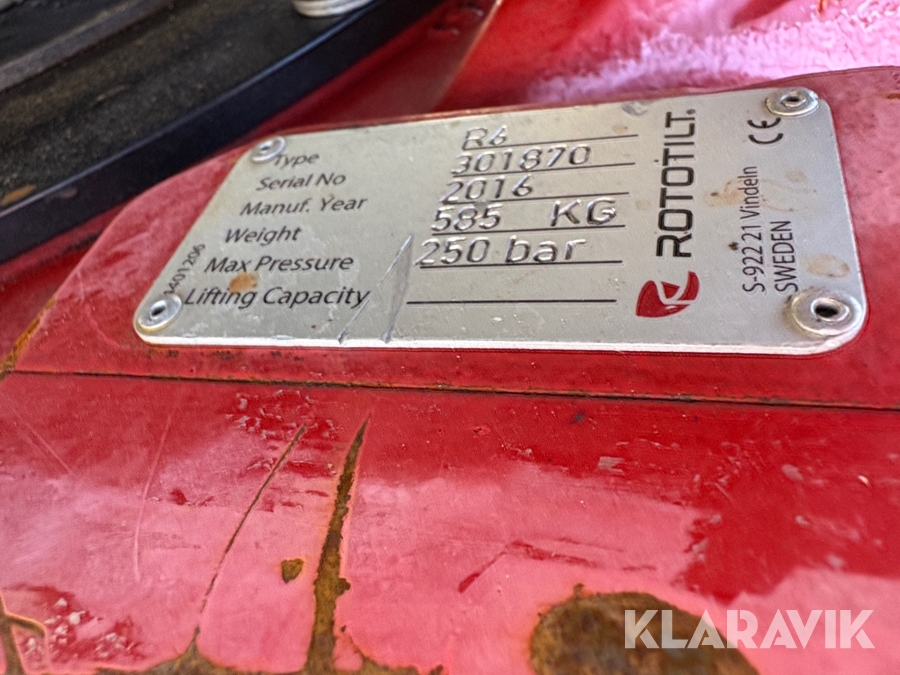 Type R6
Serial No 301870
Manuf. Year 2016
Weight 585 KG
Max Pressure 250 bar
Lifting Capacity
3401206
ROTOTILT.
S-922 21 Vindeln
SWEDEN
CE
KLARAVIK